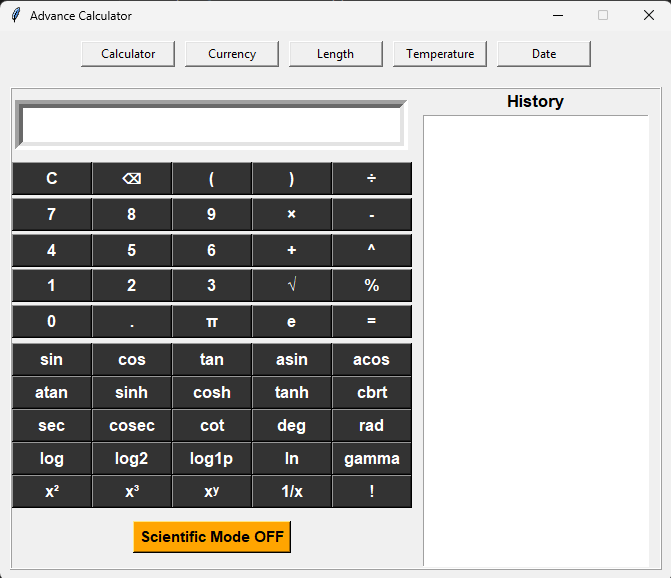 Advance Calculator
Calculator Currency Length Temperature Date
History
C ⌫ ( ) ÷
7 8 9 × -
4 5 6 + ^
1 2 3 √ %
0 . π e =
sin cos tan asin acos
atan sinh cosh tanh cbrt
sec cosec cot deg rad
log log2 log1p ln gamma
x² x³ xʸ 1/x !
Scientific Mode OFF